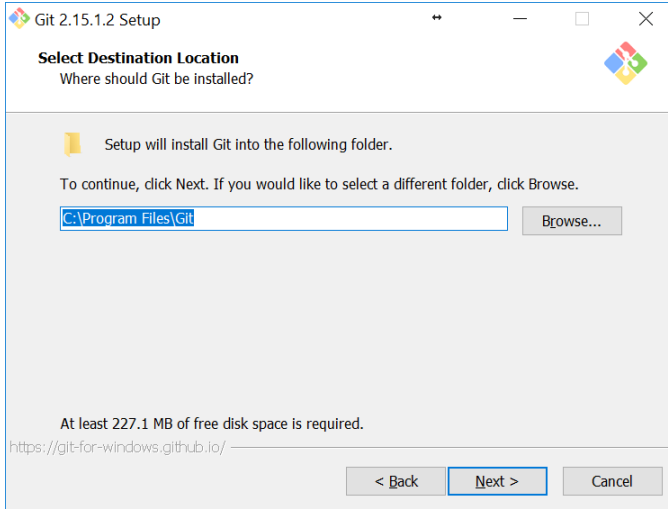 Git 2.15.1.2 Setup
Select Destination Location
Where should Git be installed?
Setup will install Git into the following folder.
To continue, click Next. If you would like to select a different folder, click Browse.
C:\Program Files\Git
Browse...
At least 227.1 MB of free disk space is required.
https://git-for-windows.github.io/
< Back
Next >
Cancel